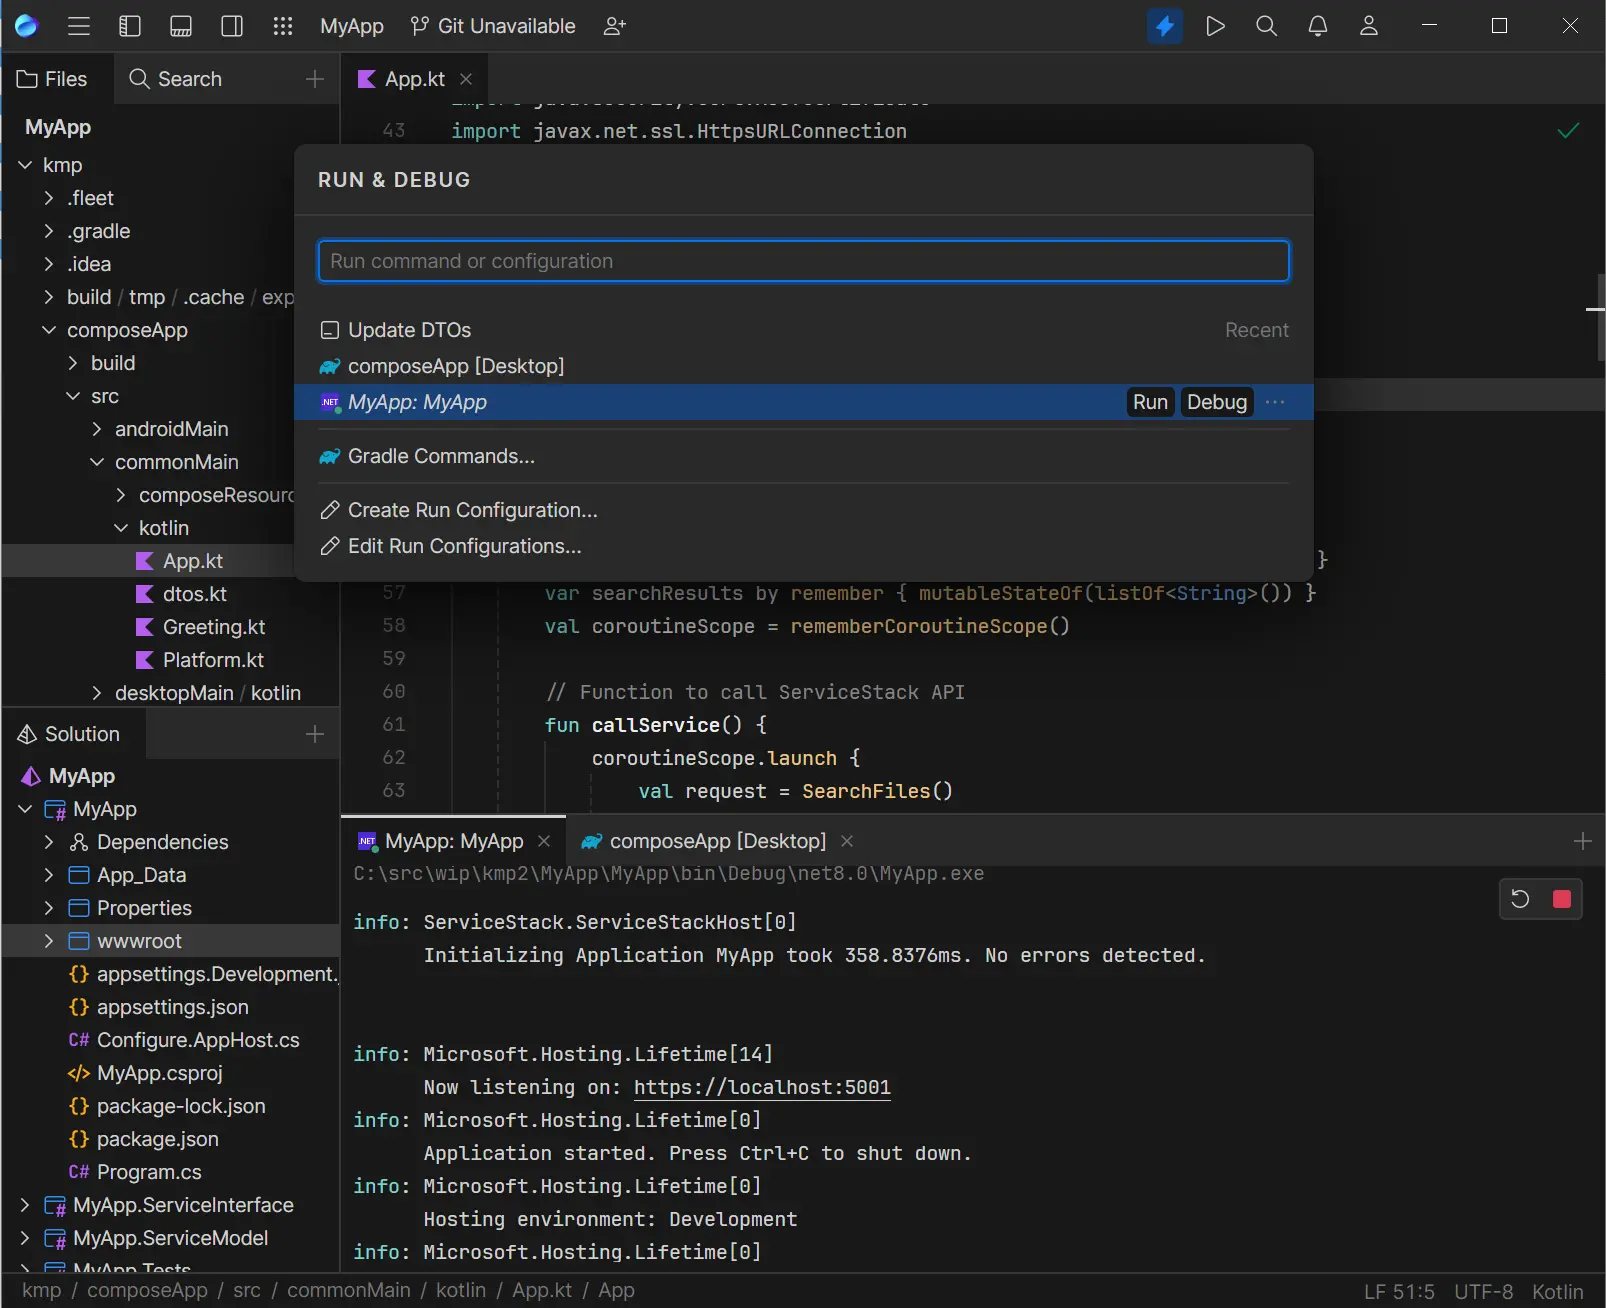 MyApp Git Unavailable
Files Search
App.kt
MyApp
kmp
.fleet
.gradle
.idea
build / tmp / .cache / exp
composeApp
build
src
androidMain
commonMain
composeResourc
kotlin
App.kt
dtos.kt
Greeting.kt
Platform.kt
desktopMain / kotlin
Solution
MyApp
MyApp
Dependencies
App_Data
Properties
wwwroot
{} appsettings.Development.
{} appsettings.json
C# Configure.AppHost.cs
</> MyApp.csproj
{} package-lock.json
{} package.json
C# Program.cs
MyApp.ServiceInterface
MyApp.ServiceModel
MyApp.Tests
43 import javax.net.ssl.HttpsURLConnection
RUN & DEBUG
Run command or configuration
Update DTOs Recent
composeApp [Desktop]
.NET MyApp: MyApp Run Debug ...
Gradle Commands...
Create Run Configuration...
Edit Run Configurations...
}
57 var searchResults by remember { mutableStateOf(listOf<String>()) }
58 val coroutineScope = rememberCoroutineScope()
59
60 // Function to call ServiceStack API
61 fun callService() {
62 coroutineScope.launch {
63 val request = SearchFiles()
.NET MyApp: MyApp composeApp [Desktop]
C:\src\wip\kmp2\MyApp\MyApp\bin\Debug\net8.0\MyApp.exe
info: ServiceStack.ServiceStackHost[0]
Initializing Application MyApp took 358.8376ms. No errors detected.
info: Microsoft.Hosting.Lifetime[14]
Now listening on: https://localhost:5001
info: Microsoft.Hosting.Lifetime[0]
Application started. Press Ctrl+C to shut down.
info: Microsoft.Hosting.Lifetime[0]
Hosting environment: Development
info: Microsoft.Hosting.Lifetime[0]
kmp / composeApp / src / commonMain / kotlin / App.kt / App LF 51:5 UTF-8 Kotlin